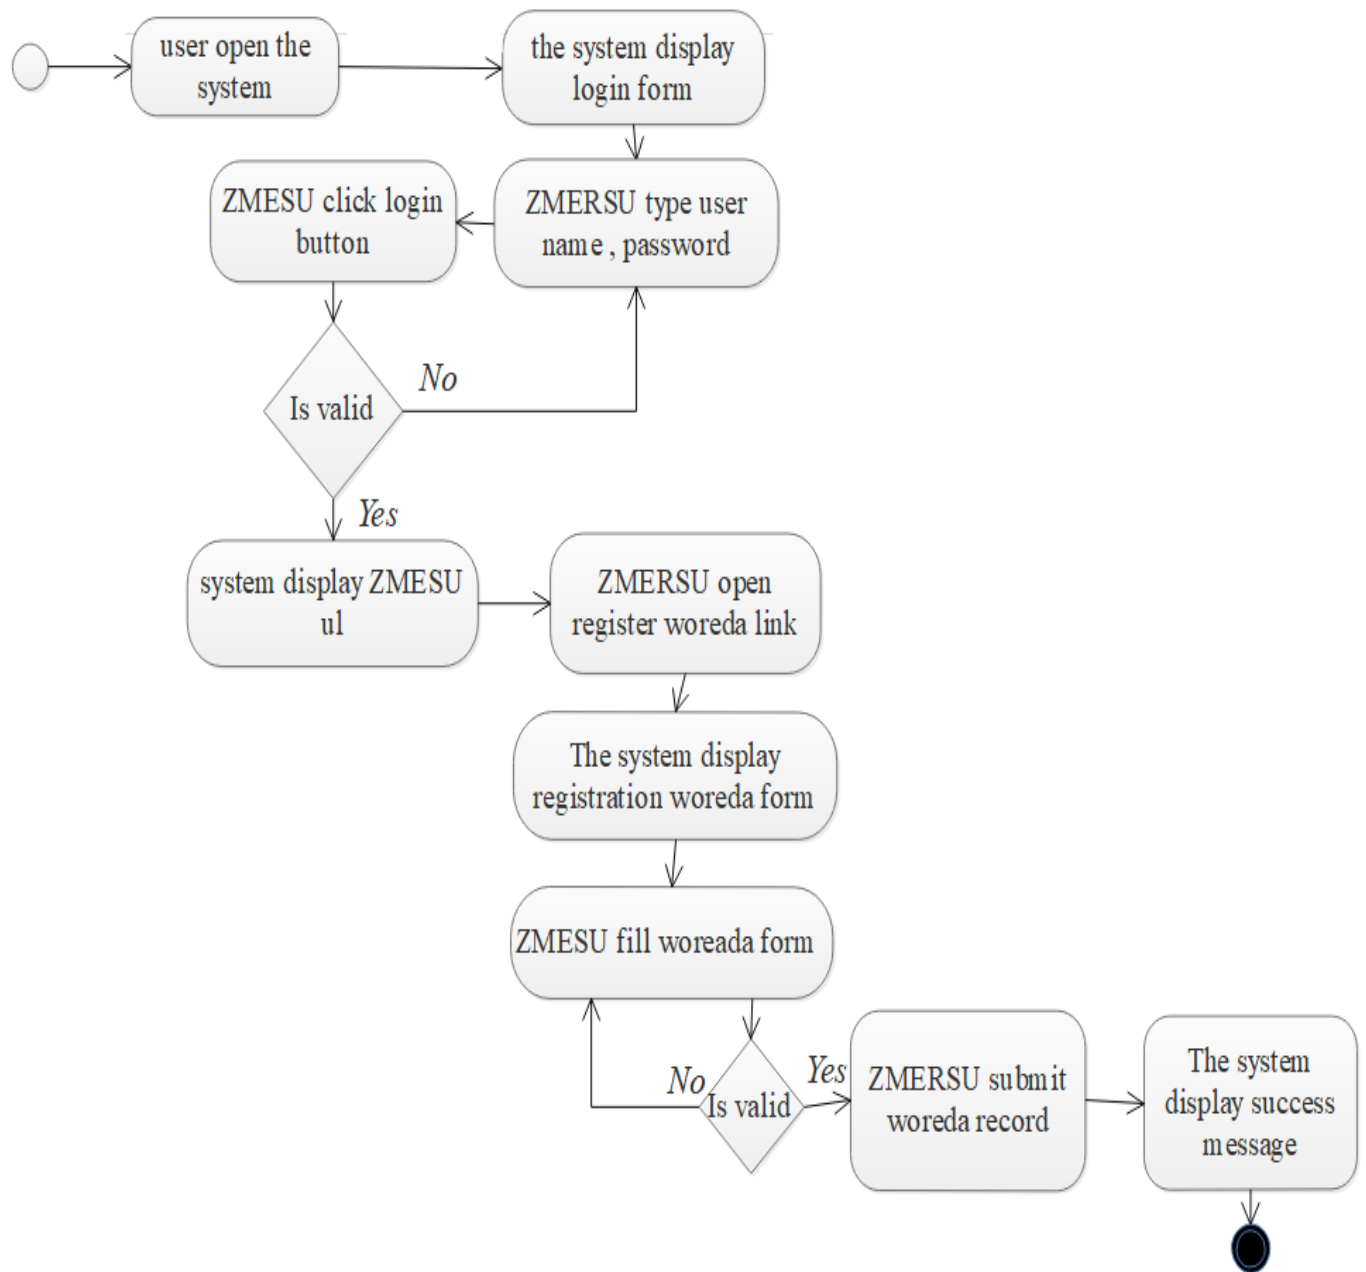 user open the
system
the system display
login form
ZMESU click login
button
ZMERSU type user
name , password
No
Is valid
Yes
system display ZMESU
ul
ZMERSU open
register woreda link
The system display
registration woreda form
ZMESU fill woreada form
No
Is valid
Yes
ZMERSU submit
woreda record
The system
display success
message